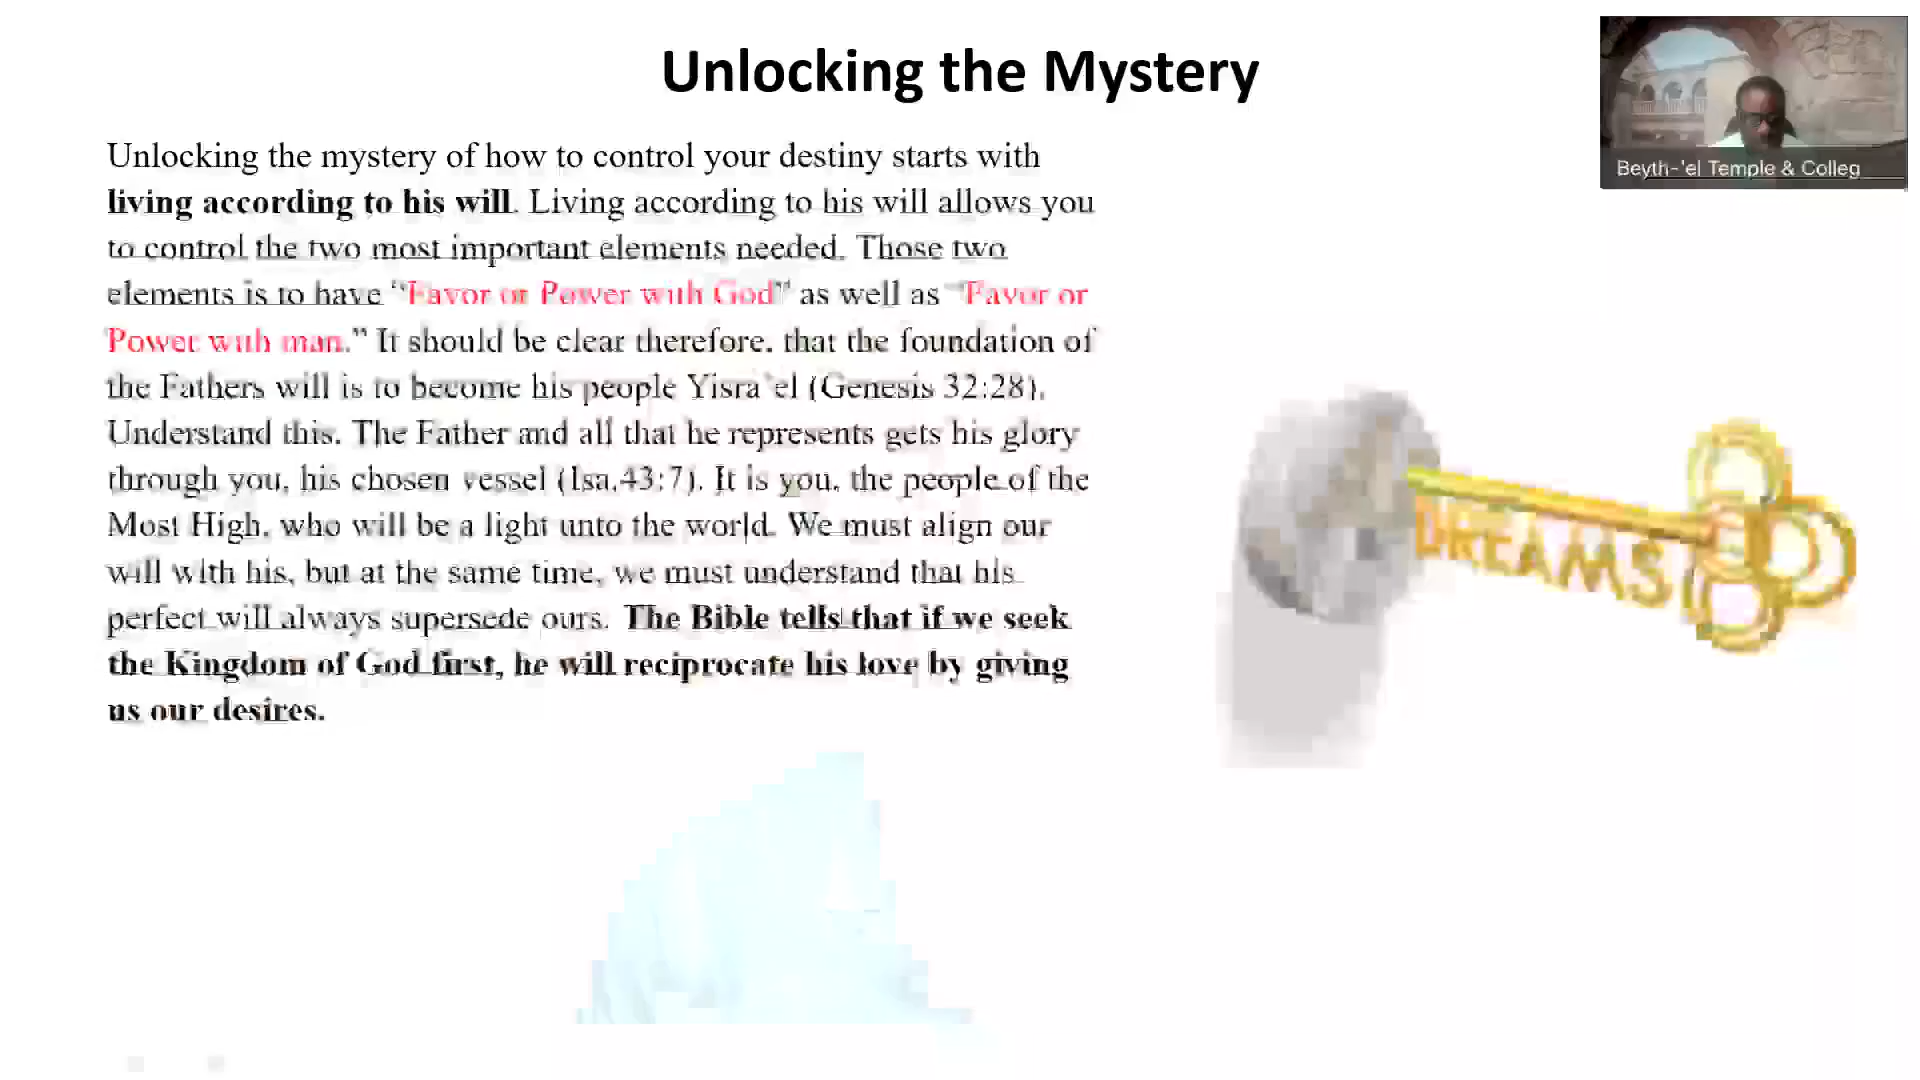 Unlocking the Mystery
Beyth-'el Temple & Colleg
Unlocking the mystery of how to control your destiny starts with
living according to his will. Living according to his will allows you
to control the two most important elements needed. Those two
elements is to have “Favor or Power with God” as well as “Favor or
Power with man.” It should be clear therefore, that the foundation of
the Fathers will is to become his people Yisra'el (Genesis 32:28).
Understand this. The Father and all that he represents gets his glory
through you, his chosen vessel (Isa.43:7). It is you, the people of the
Most High, who will be a light unto the world. We must align our
will with his, but at the same time, we must understand that his
perfect will always supersede ours. The Bible tells that if we seek
the Kingdom of God first, he will reciprocate his love by giving
us our desires.
DREAMS